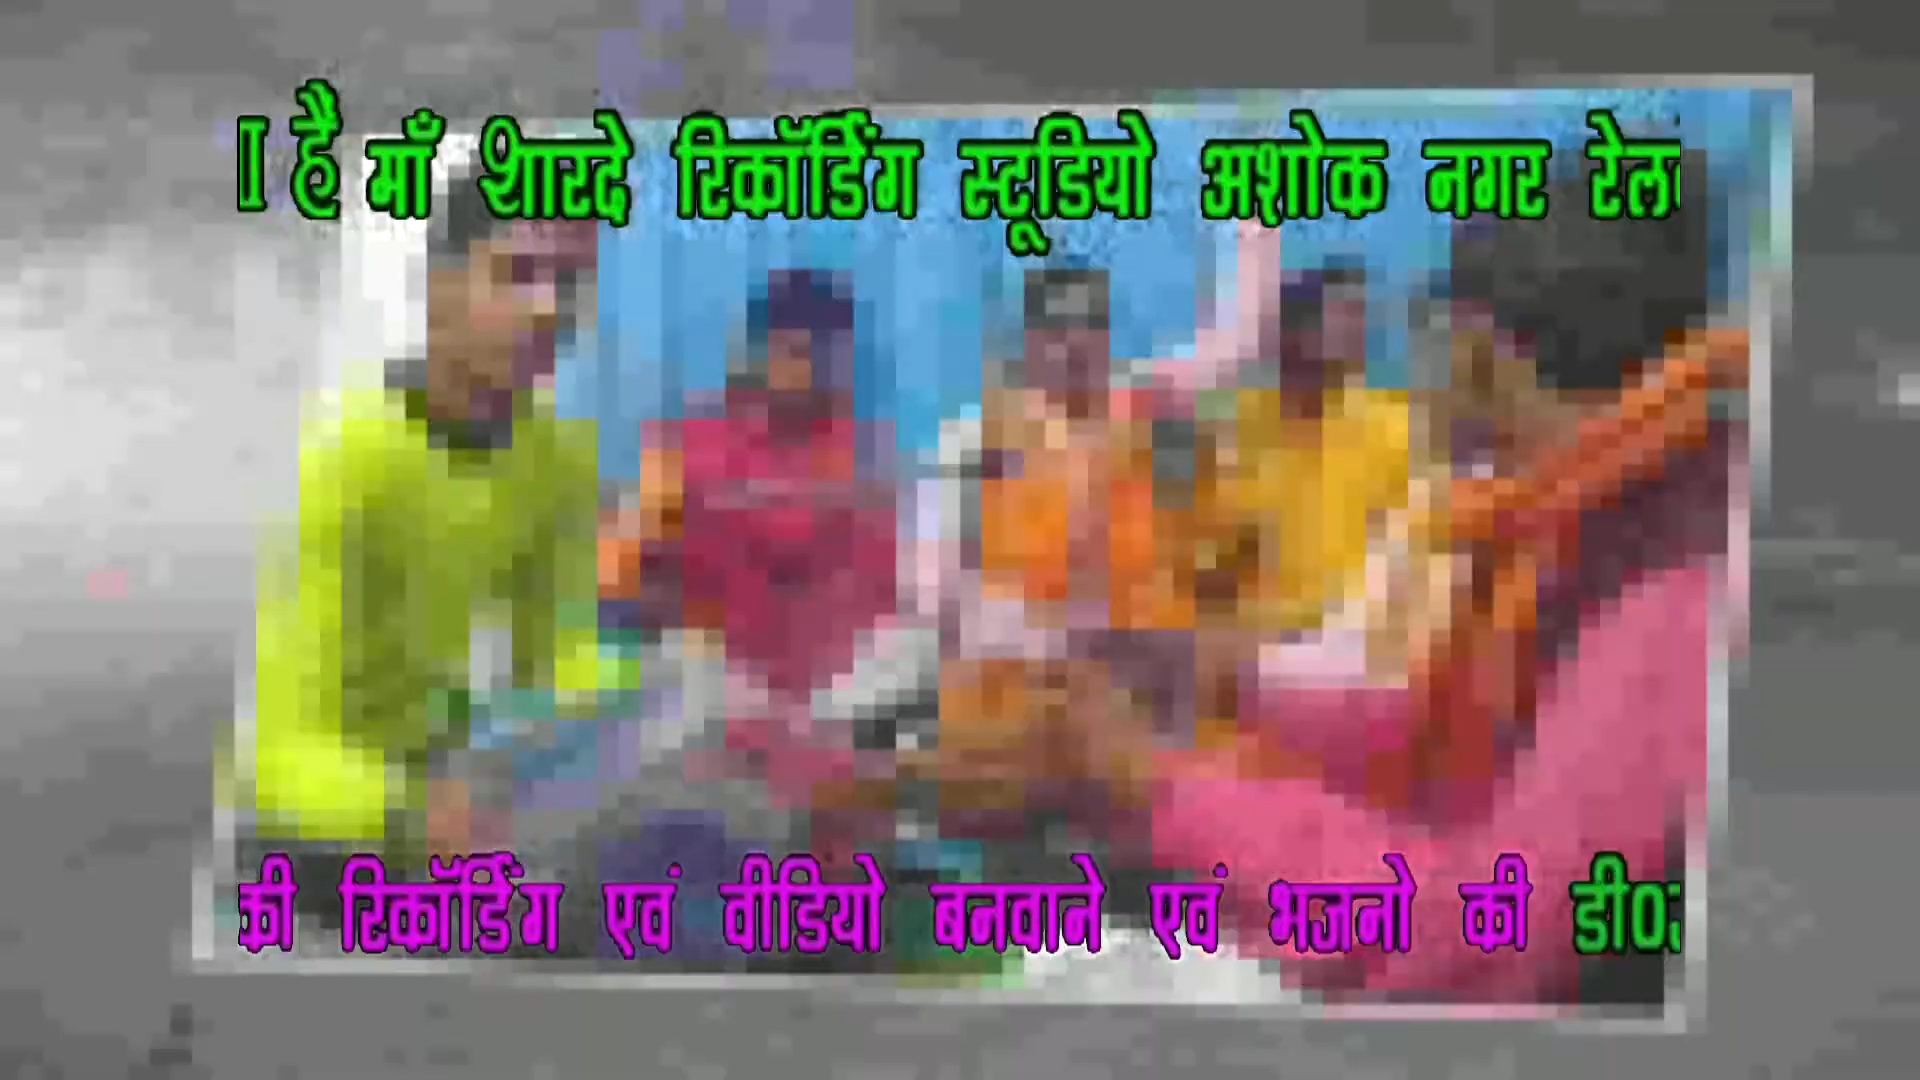 है माँ शारदे रिकॉर्डिंग स्टूडियो अशोक नगर
की रिकॉर्डिंग एवं वीडियो बनवाने एवं भजनो की